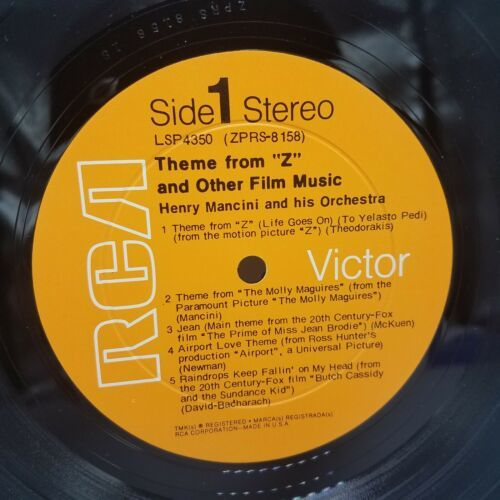 Side 1 Stereo
LSP4350 (ZPRS-8158)
Theme from "Z"
and Other Film Music
Henry Mancini and his Orchestra
1 Theme from "Z" (Life Goes On) (To Yelasto Pedi)
(from the motion picture "Z") (Theodorakis)
RCA
Victor
2 Theme from "The Molly Maguires" (from the
Paramount Picture "The Molly Maguires")
(Mancini)
3 Jean (Main theme from the 20th Century-Fox
film "The Prime of Miss Jean Brodie") (McKuen)
4 Airport Love Theme (from Ross Hunter's
production "Airport", a Universal Picture)
(Newman)
5 Raindrops Keep Fallin' on My Head (from
the 20th Century-Fox film "Butch Cassidy
and the Sundance Kid")
(David-Bacharach)
TMK(s) ® REGISTERED • MARCA(s) REGISTRADA(s)
RCA CORPORATION—MADE IN U.S.A.